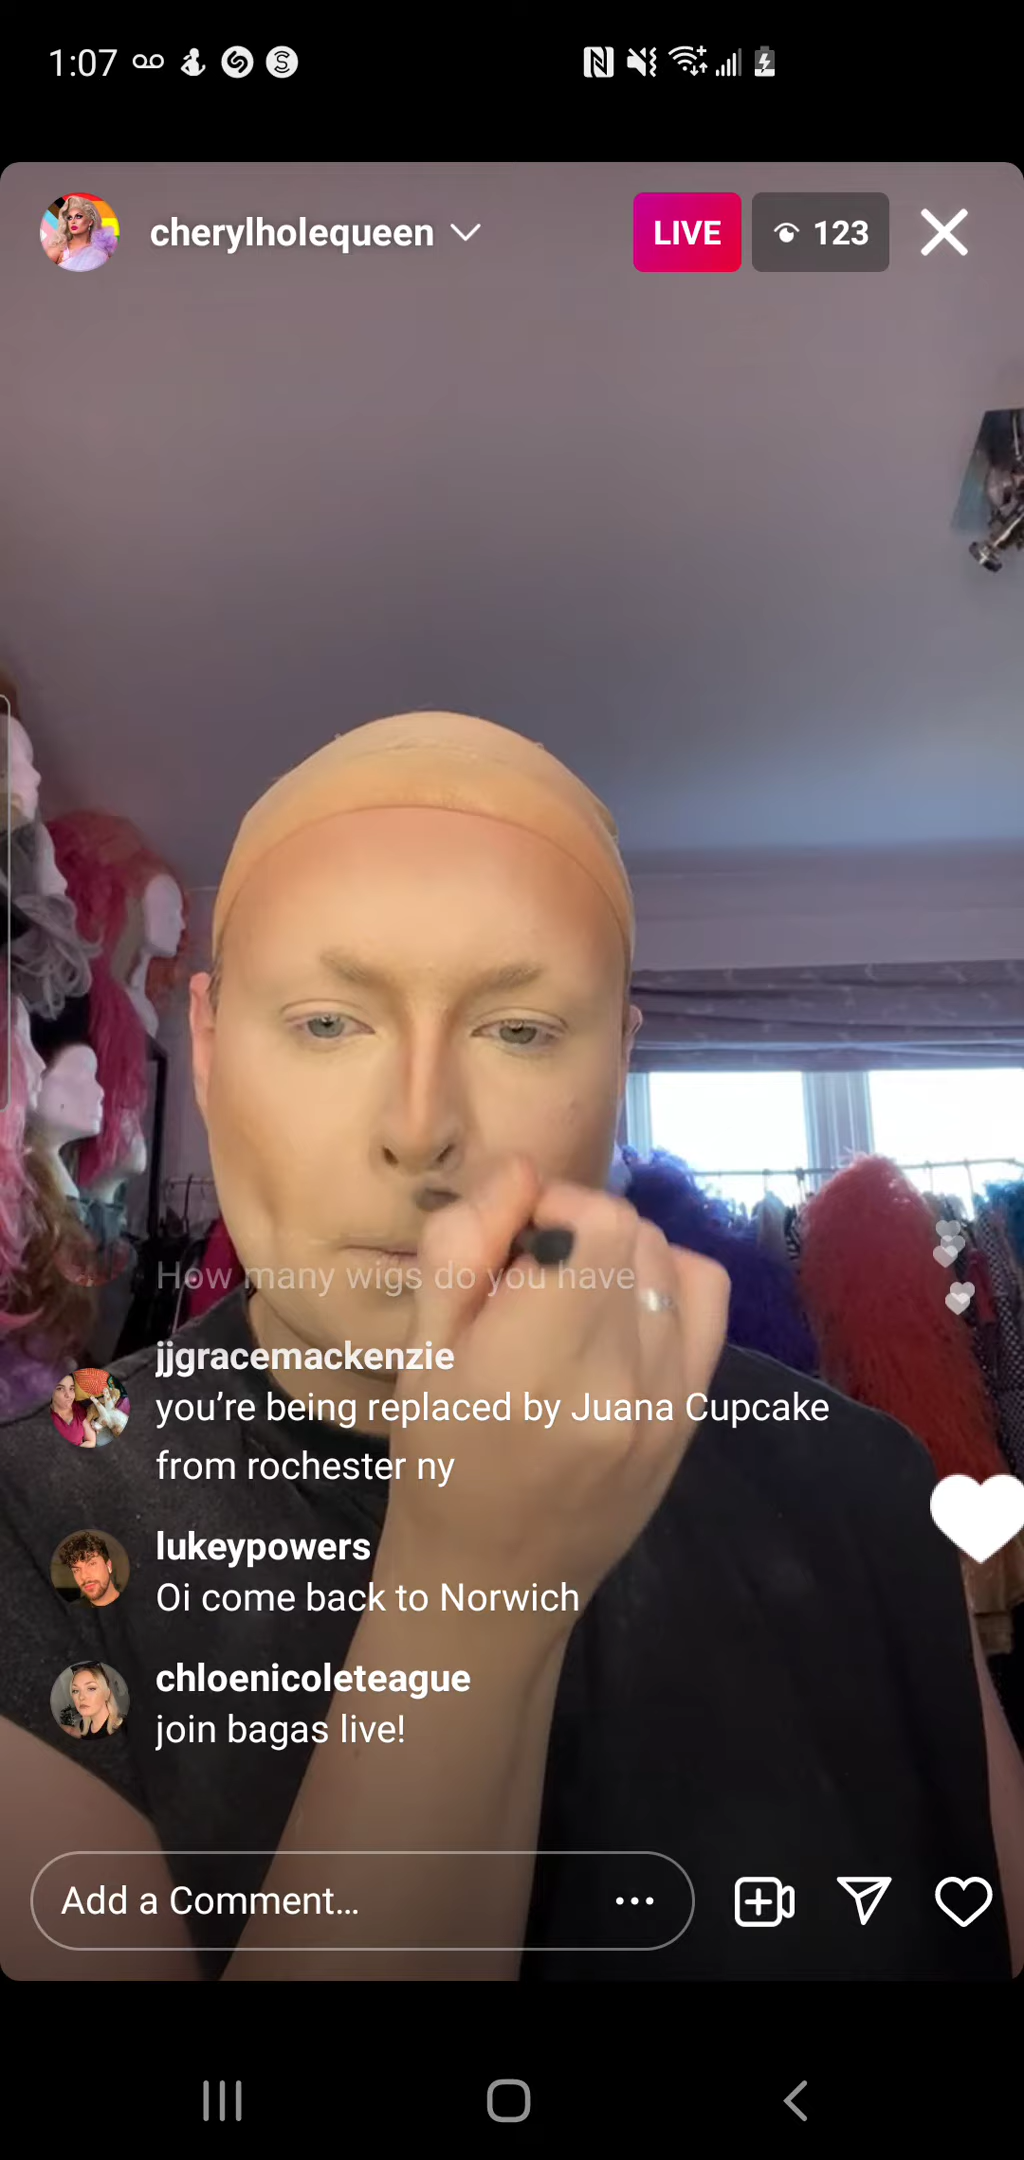 1:07
cherylholequeen
LIVE
123
How many wigs do you have
jjgracemackenzie
you’re being replaced by Juana Cupcake
from rochester ny
lukeypowers
Oi come back to Norwich
chloenicoleteague
join bagas live!
Add a Comment...